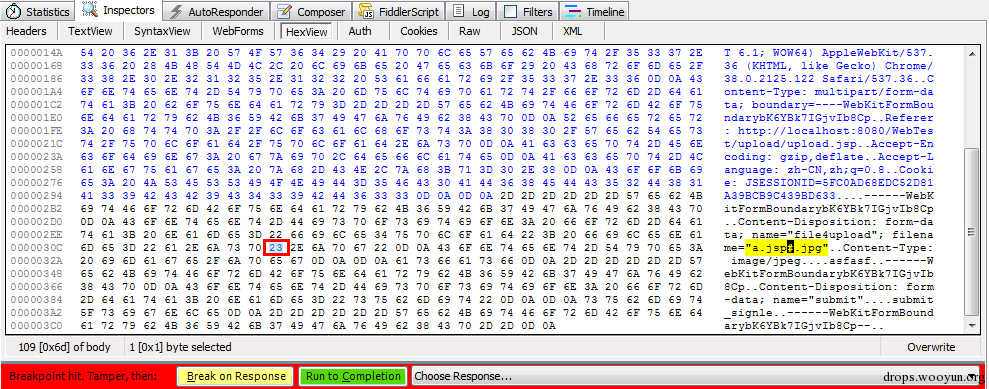 Statistics Inspectors AutoResponder Composer FiddlerScript Log Filters Timeline
Headers TextView SyntaxView WebForms HexView Auth Cookies Raw JSON XML
0000014A 54 20 36 2E 31 3B 20 57 4F 57 36 34 29 20 41 70 70 6C 65 57 65 62 4B 69 74 2F 35 33 37 2E T 6.1; WOW64) AppleWebKit/537.
00000168 33 36 20 28 4B 48 54 4D 4C 2C 20 6C 69 6B 65 20 47 65 63 6B 6F 29 20 43 68 72 6F 6D 65 2F 36 (KHTML, like Gecko) Chrome/
00000186 33 38 2E 30 2E 32 31 32 35 2E 31 32 32 20 53 61 66 61 72 69 2F 35 33 37 2E 33 36 0D 0A 43 38.0.2125.122 Safari/537.36..C
000001A4 6F 6E 74 65 6E 74 2D 54 79 70 65 3A 20 6D 75 6C 74 69 70 61 72 74 2F 66 6F 72 6D 2D 64 61 ontent-Type: multipart/form-da
000001C2 74 61 3B 20 62 6F 75 6E 64 61 72 79 3D 2D 2D 2D 2D 57 65 62 4B 69 74 46 6F 72 6D 42 6F 75 ta; boundary=----WebKitFormBou
000001E0 6E 64 61 72 79 62 4B 36 59 42 6B 37 49 47 6A 76 49 62 38 43 70 0D 0A 52 65 66 65 72 65 72 ndarybK6YBk7IGjvIb8Cp..Referer
000001FE 3A 20 68 74 74 70 3A 2F 2F 6C 6F 63 61 6C 68 6F 73 74 3A 38 30 38 30 2F 57 65 62 54 65 73 : http://localhost:8080/WebTes
0000021C 74 2F 75 70 6C 6F 61 64 2F 75 70 6C 6F 61 64 2E 6A 73 70 0D 0A 41 63 63 65 70 74 2D 45 6E t/upload/upload.jsp..Accept-En
0000023A 63 6F 64 69 6E 67 3A 20 67 7A 69 70 2C 64 65 66 6C 61 74 65 0D 0A 41 63 63 65 70 74 2D 4C coding: gzip,deflate..Accept-L
00000258 61 6E 67 75 61 67 65 3A 20 7A 68 2D 43 4E 2C 7A 68 3B 71 3D 30 2E 38 0D 0A 43 6F 6F 6B 69 anguage: zh-CN,zh;q=0.8..Cooki
00000276 65 3A 20 4A 53 45 53 53 49 4F 4E 49 44 3D 35 46 43 30 41 44 36 38 45 44 43 35 32 44 38 31 e: JSESSIONID=5FC0AD68EDC52D81
00000294 41 33 39 42 43 42 39 43 34 33 39 42 44 36 33 33 0D 0A 0D 0A 2D 2D 2D 2D 2D 2D 57 65 62 4B A39BCB9C439BD633....------WebK
000002B2 69 74 46 6F 72 6D 42 6F 75 6E 64 61 72 79 62 4B 36 59 42 6B 37 49 47 6A 76 49 62 38 43 70 itFormBoundarybK6YBk7IGjvIb8Cp
000002D0 0D 0A 43 6F 6E 74 65 6E 74 2D 44 69 73 70 6F 73 69 74 69 6F 6E 3A 20 66 6F 72 6D 2D 64 61 ..Content-Disposition: form-da
000002EE 74 61 3B 20 6E 61 6D 65 3D 22 66 69 6C 65 34 75 70 6C 6F 61 64 22 3B 20 66 69 6C 65 6E 61 ta; name="file4upload"; filena
0000030C 6D 65 3D 22 61 2E 6A 73 70 23 2E 6A 70 67 22 0D 0A 43 6F 6E 74 65 6E 74 2D 54 79 70 65 3A me="a.jsp#.jpg"..Content-Type:
0000032A 20 69 6D 61 67 65 2F 6A 70 65 67 0D 0A 0D 0A 61 73 66 61 73 66 0D 0A 2D 2D 2D 2D 2D 2D 57 image/jpeg....asfasf..------W
00000348 65 62 4B 69 74 46 6F 72 6D 42 6F 75 6E 64 61 72 79 62 4B 36 59 42 6B 37 49 47 6A 76 49 62 ebKitFormBoundarybK6YBk7IGjvIb
00000366 38 43 70 0D 0A 43 6F 6E 74 65 6E 74 2D 44 69 73 70 6F 73 69 74 69 6F 6E 3A 20 66 6F 72 6D 8Cp..Content-Disposition: form
00000384 2D 64 61 74 61 3B 20 6E 61 6D 65 3D 22 73 75 62 6D 69 74 22 0D 0A 0D 0A 73 75 62 6D 69 74 -data; name="submit"....submit
000003A2 5F 73 69 67 6E 6C 65 0D 0A 2D 2D 2D 2D 2D 2D 57 65 62 4B 69 74 46 6F 72 6D 42 6F 75 6E 64 _signle..------WebKitFormBound
000003C0 61 72 79 62 4B 36 59 42 6B 37 49 47 6A 76 49 62 38 43 70 2D 2D 0D 0A arybK6YBk7IGjvIb8Cp--..
109 [0x6d] of body 1 [0x1] byte selected Overwrite
Breakpoint hit. Tamper, then: Break on Response Run to Completion Choose Response... drops.wooyun.org